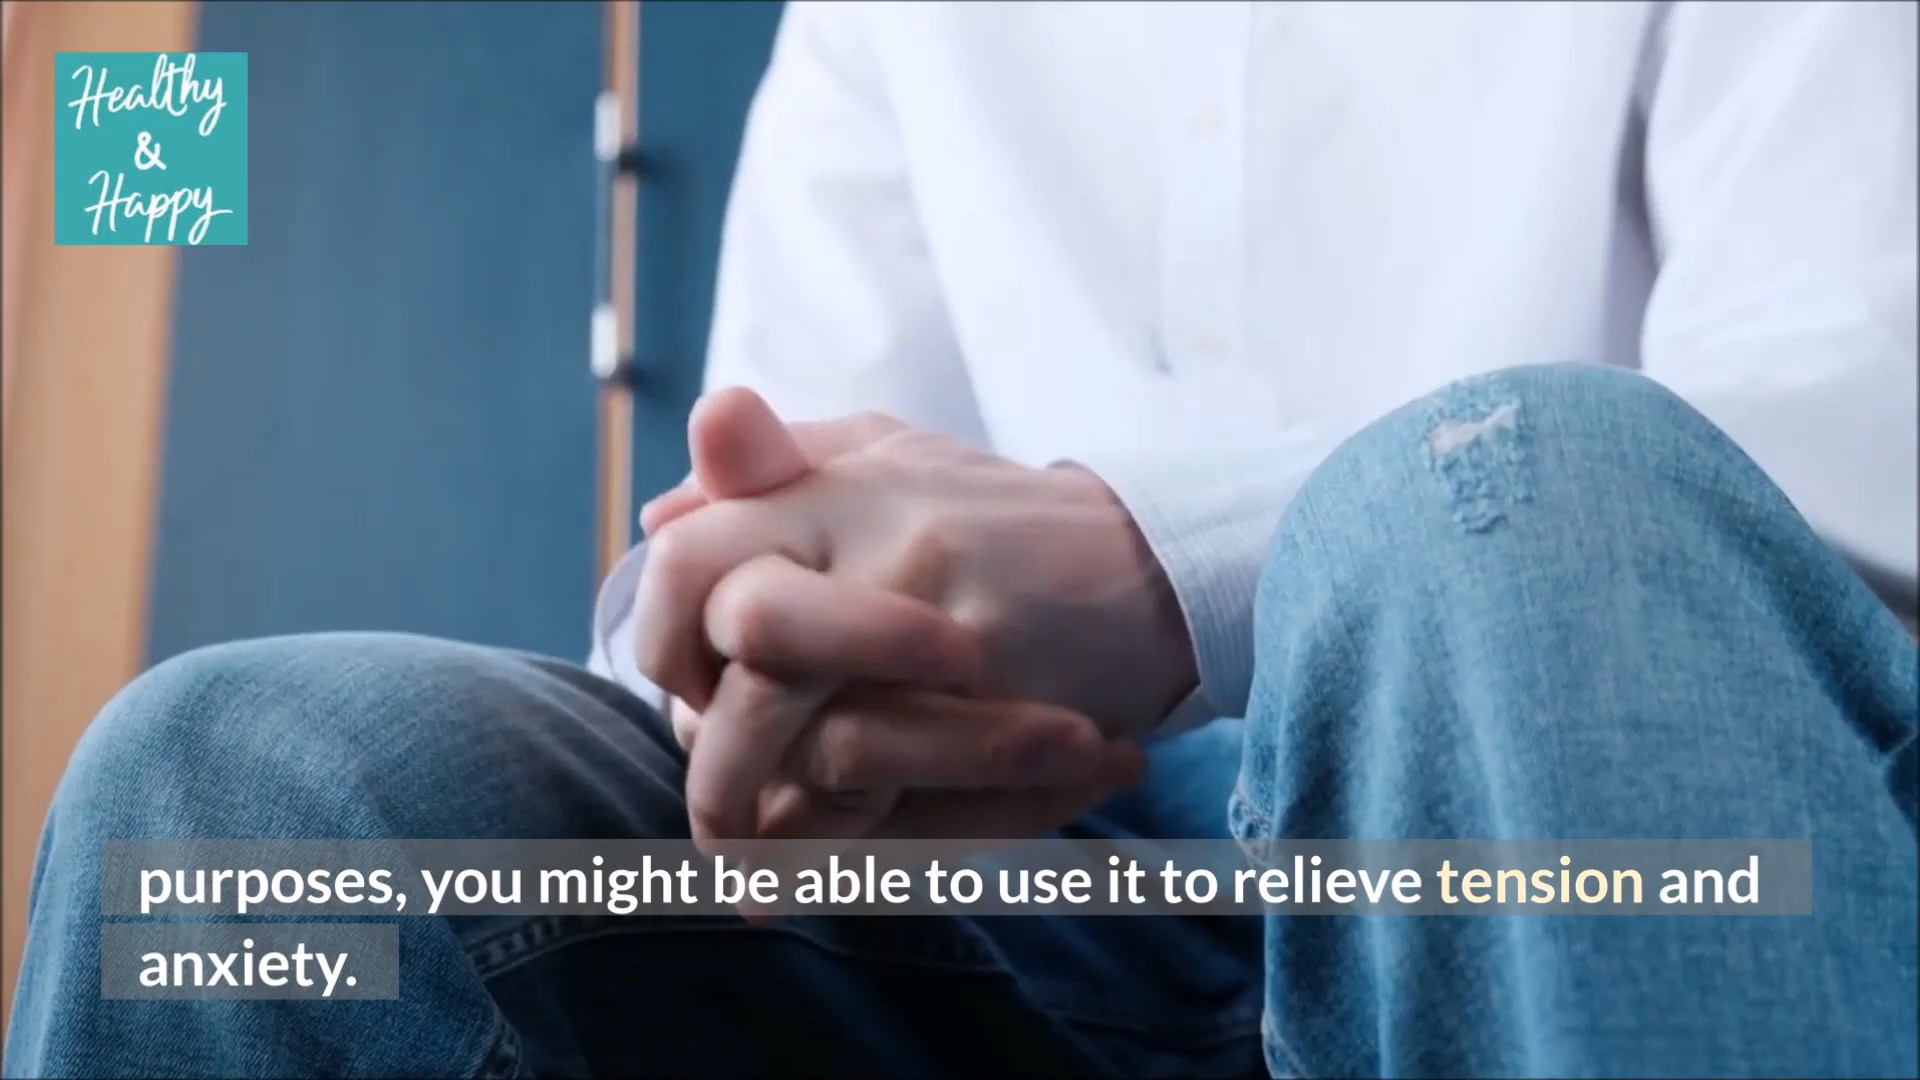 Healthy
&
Happy
purposes, you might be able to use it to relieve tension and
anxiety.